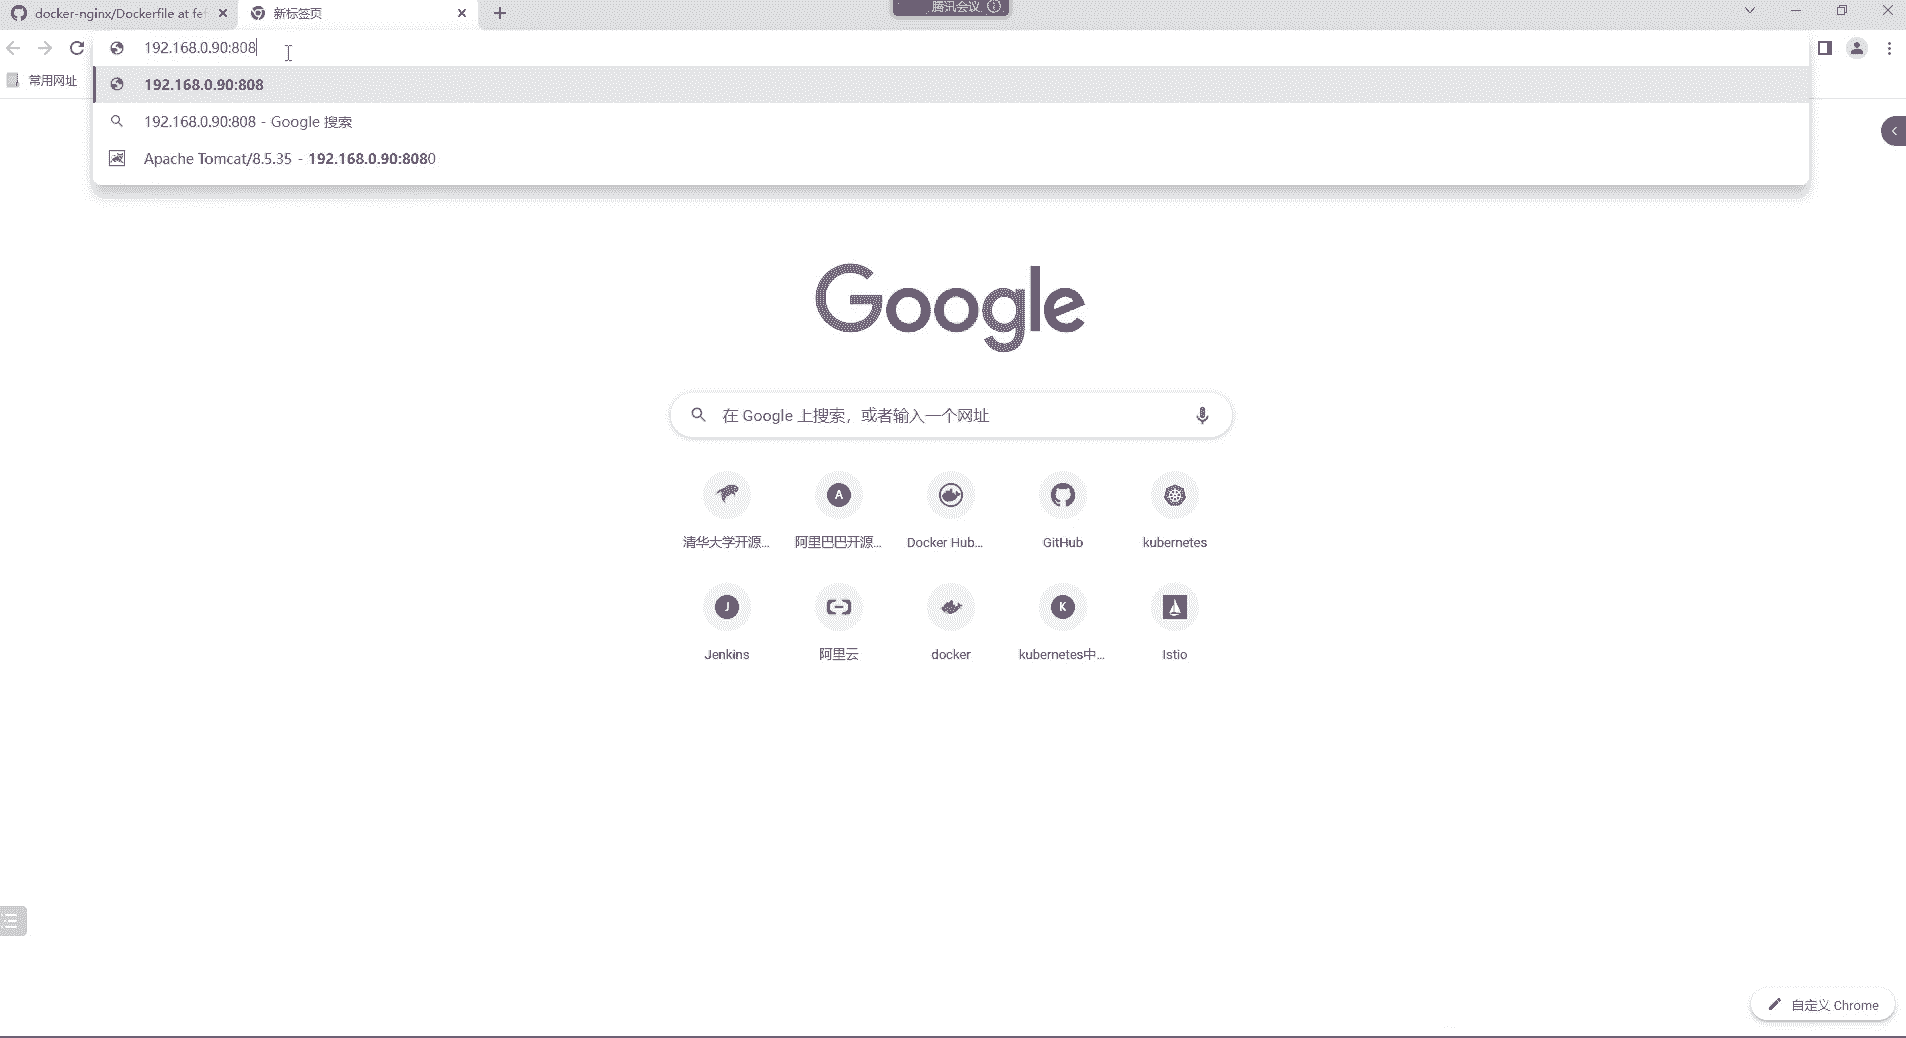 docker-nginx/Dockerfile at fef
新标签页
腾讯会议
192.168.0.90:808
常用网址
192.168.0.90:808
192.168.0.90:808 - Google 搜索
Apache Tomcat/8.5.35 - 192.168.0.90:8080
Google
在 Google 上搜索，或者输入一个网址
A
清华大学开源...
阿里巴巴开源...
Docker Hub...
GitHub
kubernetes
J
K
Jenkins
阿里云
docker
kubernetes中...
Istio
自定义 Chrome